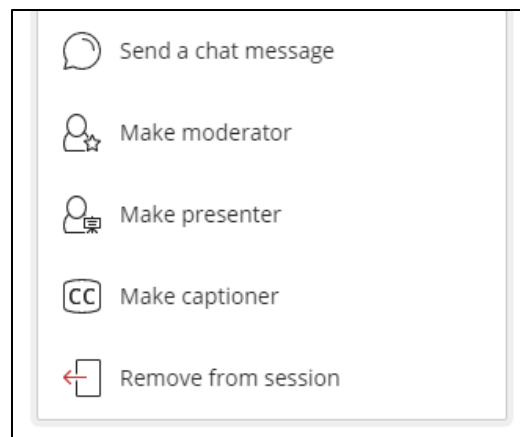 Send a chat message
Make moderator
Make presenter
CC Make captioner
Remove from session